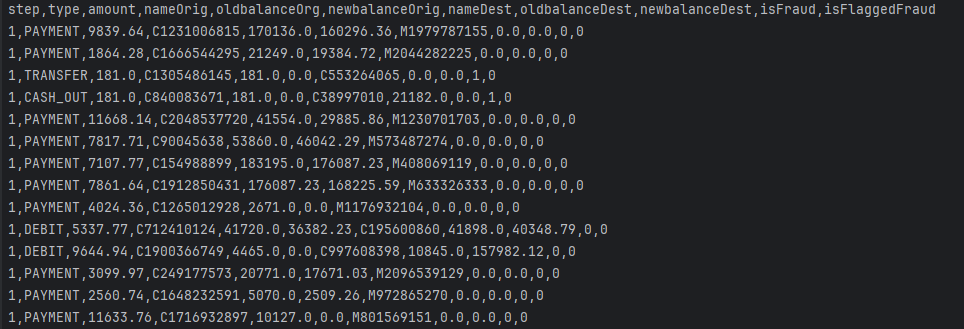 step,type,amount,nameOrig,oldbalanceOrg,newbalanceOrig,nameDest,oldbalanceDest,newbalanceDest,isFraud,isFlaggedFraud
1,PAYMENT,9839.64,C1231006815,170136.0,160296.36,M1979787155,0.0,0.0,0,0
1,PAYMENT,1864.28,C1666544295,21249.0,19384.72,M2044282225,0.0,0.0,0,0
1,TRANSFER,181.0,C1305486145,181.0,0.0,C553264065,0.0,0.0,1,0
1,CASH_OUT,181.0,C840083671,181.0,0.0,C38997010,21182.0,0.0,1,0
1,PAYMENT,11668.14,C2048537720,41554.0,29885.86,M1230701703,0.0,0.0,0,0
1,PAYMENT,7817.71,C90045638,53860.0,46042.29,M573487274,0.0,0.0,0,0
1,PAYMENT,7107.77,C154988899,183195.0,176087.23,M408069119,0.0,0.0,0,0
1,PAYMENT,7861.64,C1912850431,176087.23,168225.59,M633326333,0.0,0.0,0,0
1,PAYMENT,4024.36,C1265012928,2671.0,0.0,M1176932104,0.0,0.0,0,0
1,DEBIT,5337.77,C712410124,41720.0,36382.23,C195600860,41898.0,40348.79,0,0
1,DEBIT,9644.94,C1900366749,4465.0,0.0,C997608398,10845.0,157982.12,0,0
1,PAYMENT,3099.97,C249177573,20771.0,17671.03,M2096539129,0.0,0.0,0,0
1,PAYMENT,2560.74,C1648232591,5070.0,2509.26,M972865270,0.0,0.0,0,0
1,PAYMENT,11633.76,C1716932897,10127.0,0.0,M801569151,0.0,0.0,0,0